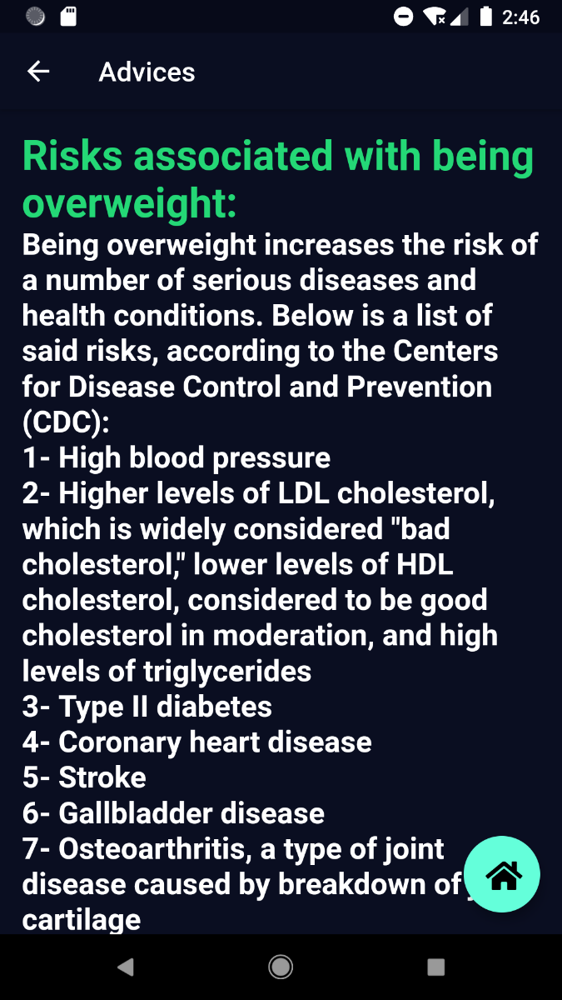 2:46
Advices
Risks associated with being
overweight:
Being overweight increases the risk of
a number of serious diseases and
health conditions. Below is a list of
said risks, according to the Centers
for Disease Control and Prevention
(CDC):
1- High blood pressure
2- Higher levels of LDL cholesterol,
which is widely considered "bad
cholesterol," lower levels of HDL
cholesterol, considered to be good
cholesterol in moderation, and high
levels of triglycerides
3- Type II diabetes
4- Coronary heart disease
5- Stroke
6- Gallbladder disease
7- Osteoarthritis, a type of joint
disease caused by breakdown of
cartilage